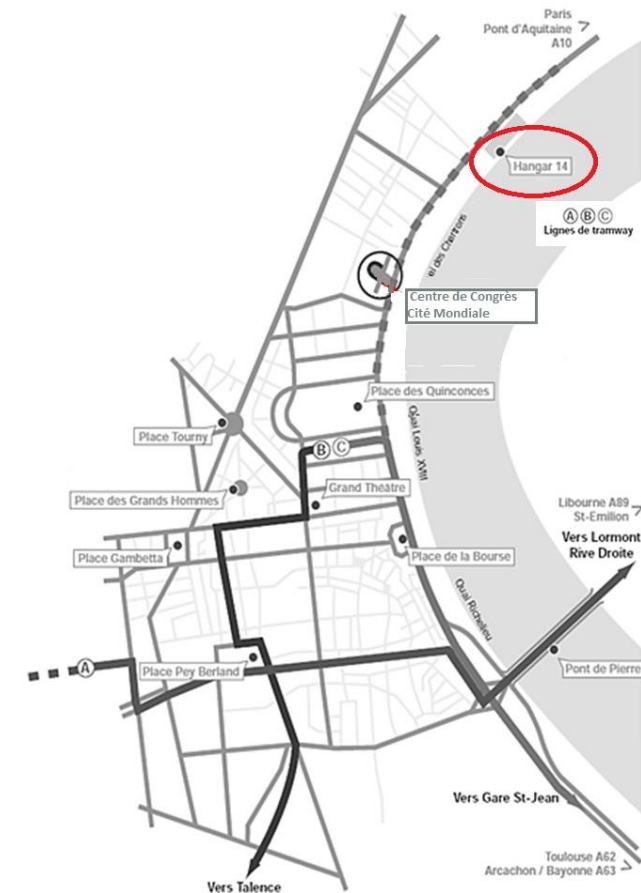 Paris
Pont d'Aquitaine
A10
Hangar 14
A B C
Lignes de tramway
ei des Chartrons
Centre de Congrès
Cité Mondiale
Place des Quinconces
Quai Louis XVIII
Place Tourny
B C
Grand Théâtre
Place des Grands Hommes
Libourne A89
St-Emilion
Vers Lormont
Rive Droite
Place Gambetta
Place de la Bourse
Quai Richelieu
A
Place Pey Berland
Pont de Pierre
Vers Gare St-Jean
Toulouse A62
Arcachon / Bayonne A63
Vers Talence